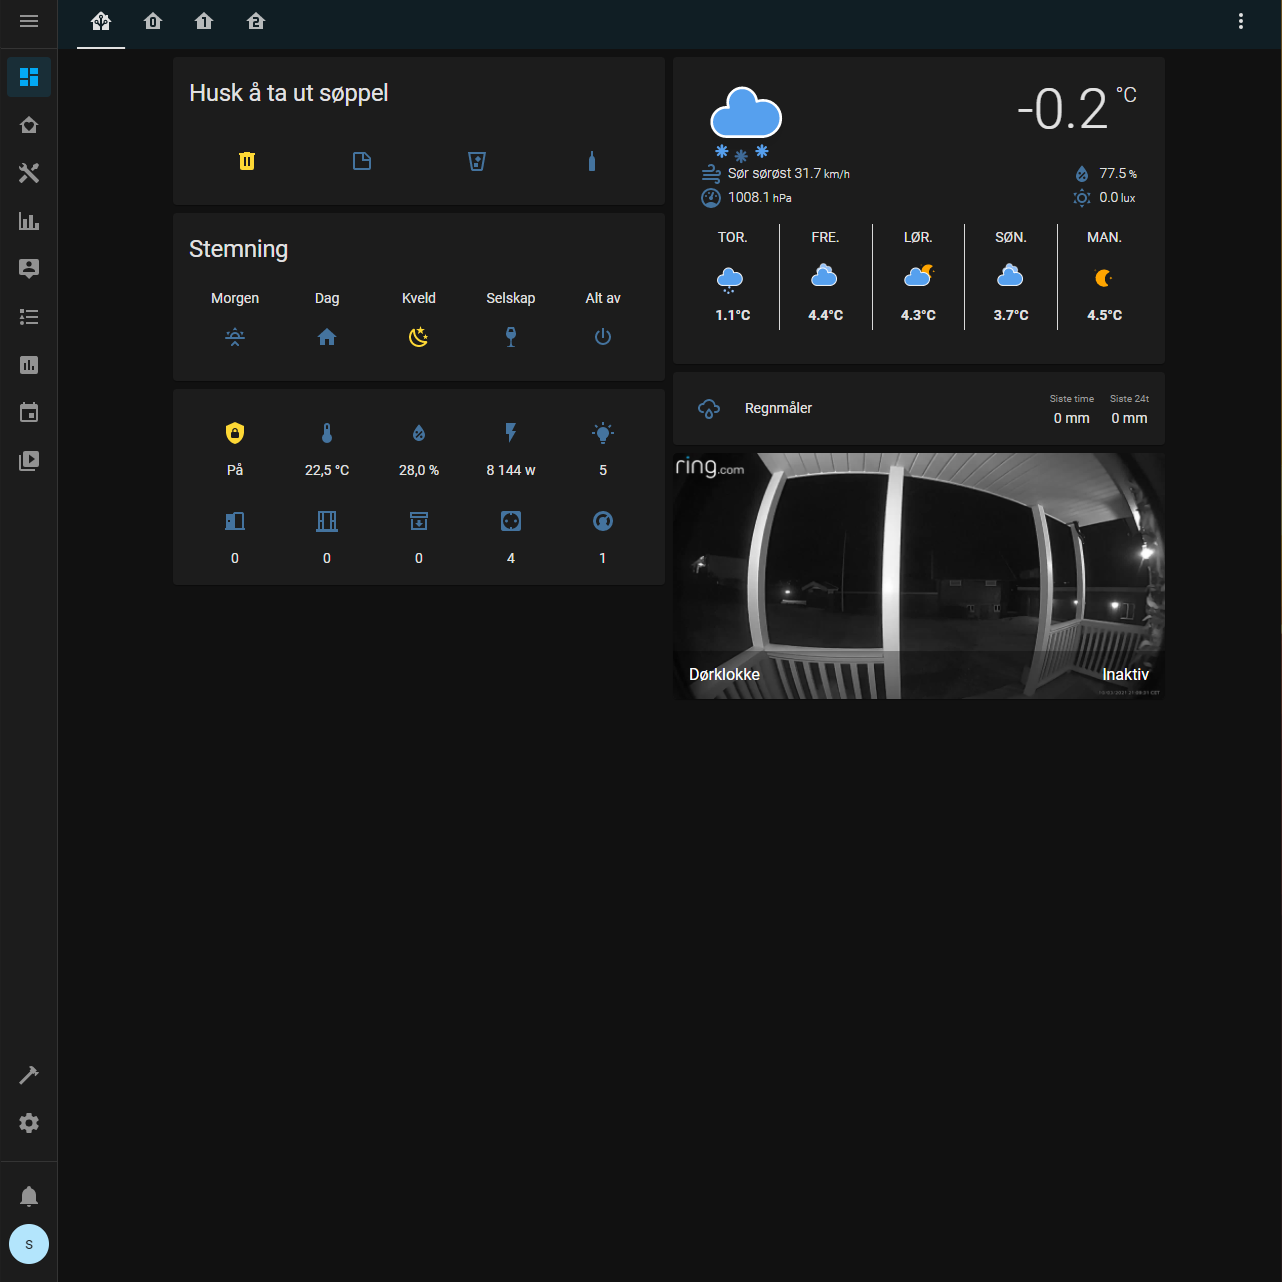 0 1 2
Husk å ta ut søppel
Stemning
Morgen Dag Kveld Selskap Alt av
På 22,5 °C 28,0 % 8 144 w 5
0 0 0 4 1
-0.2 °C
Sør sørøst 31.7 km/h 77.5 %
1008.1 hPa 0.0 lux
TOR. FRE. LØR. SØN. MAN.
1.1°C 4.4°C 4.3°C 3.7°C 4.5°C
Regnmåler
Siste time Siste 24t
0 mm 0 mm
ring.com
Dørklokke Inaktiv
S